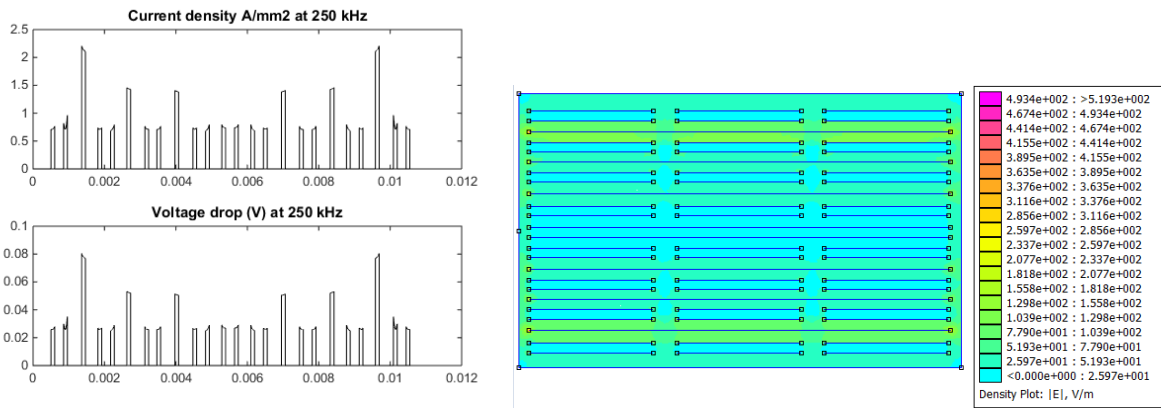 Current density A/mm2 at 250 kHz
2.5
2
1.5
1
0.5
0
0 0.002 0.004 0.006 0.008 0.01 0.012
Voltage drop (V) at 250 kHz
0.1
0.08
0.06
0.04
0.02
0
0 0.002 0.004 0.006 0.008 0.01 0.012
4.934e+002 : >5.193e+002
4.674e+002 : 4.934e+002
4.414e+002 : 4.674e+002
4.155e+002 : 4.414e+002
3.895e+002 : 4.155e+002
3.635e+002 : 3.895e+002
3.376e+002 : 3.635e+002
3.116e+002 : 3.376e+002
2.856e+002 : 3.116e+002
2.597e+002 : 2.856e+002
2.337e+002 : 2.597e+002
2.077e+002 : 2.337e+002
1.818e+002 : 2.077e+002
1.558e+002 : 1.818e+002
1.298e+002 : 1.558e+002
1.039e+002 : 1.298e+002
7.790e+001 : 1.039e+002
5.193e+001 : 7.790e+001
2.597e+001 : 5.193e+001
<0.000e+000 : 2.597e+001
Density Plot: |E|, V/m